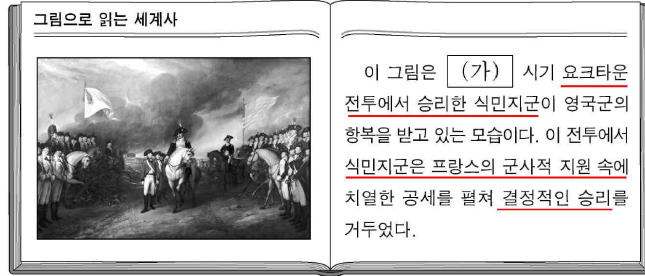 그림으로 읽는 세계사
이 그림은 (가) 시기 요크타운
전투에서 승리한 식민지군이 영국군의
항복을 받고 있는 모습이다. 이 전투에서
식민지군은 프랑스의 군사적 지원 속에
치열한 공세를 펼쳐 결정적인 승리를
거두었다.